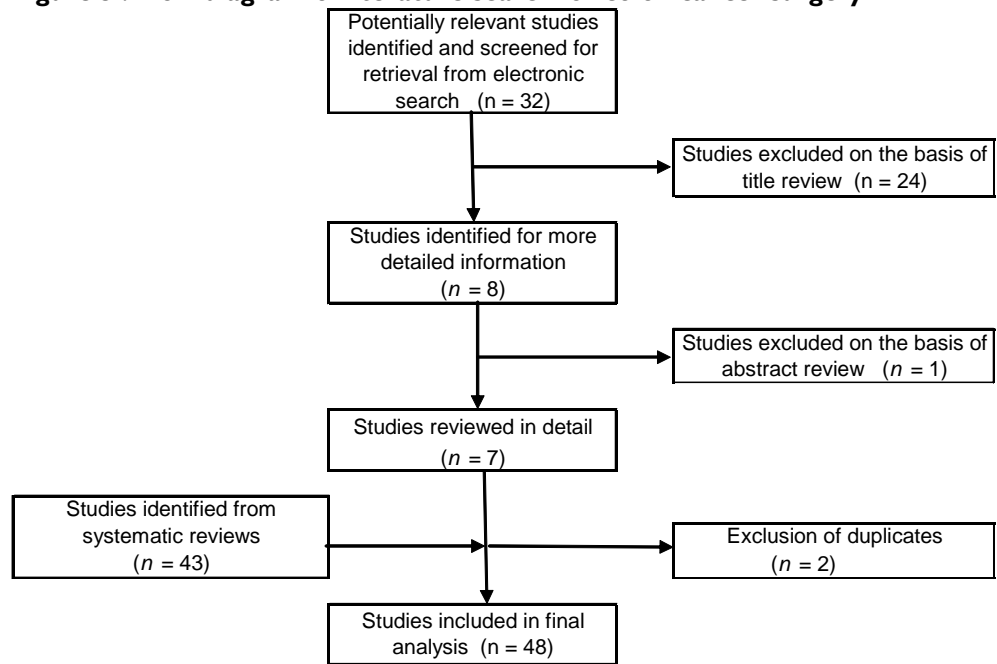 Potentially relevant studies
identified and screened for
retrieval from electronic
search (n = 32)
Studies excluded on the basis of
title review (n = 24)
Studies identified for more
detailed information
(n = 8)
Studies excluded on the basis of
abstract review (n = 1)
Studies reviewed in detail
(n = 7)
Studies identified from
systematic reviews
(n = 43)
Exclusion of duplicates
(n = 2)
Studies included in final
analysis (n = 48)